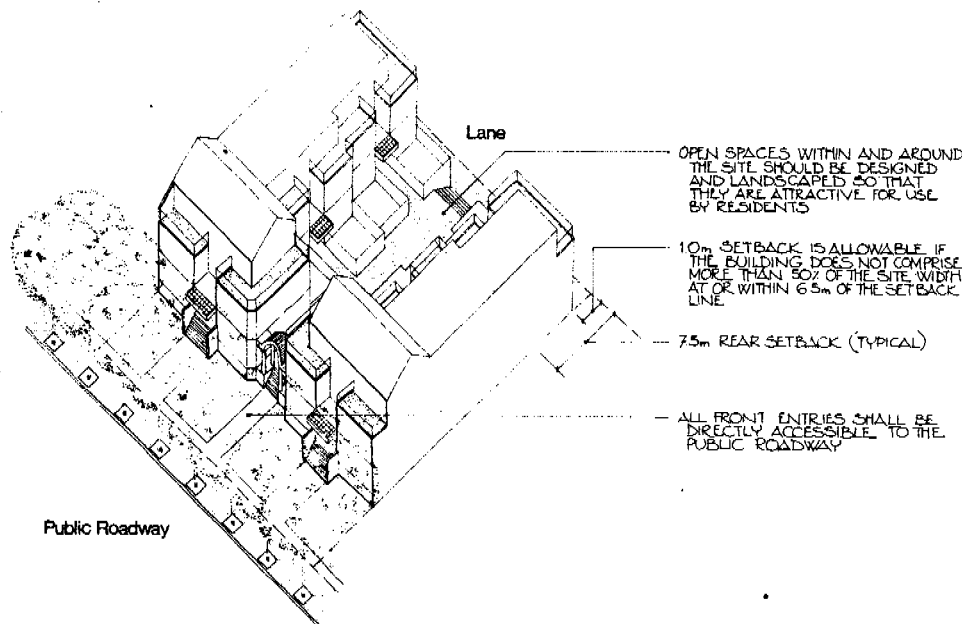 Lane
OPEN SPACES WITHIN AND AROUND
THE SITE SHOULD BE DESIGNED
AND LANDSCAPED SO THAT
THEY ARE ATTRACTIVE FOR USE
BY RESIDENTS
1.0m SETBACK IS ALLOWABLE IF
THE BUILDING DOES NOT COMPRISE
MORE THAN 50% OF THE SITE WIDTH
AT OR WITHIN 6.5m OF THE SETBACK
LINE
7.5m REAR SETBACK (TYPICAL)
ALL FRONT ENTRIES SHALL BE
DIRECTLY ACCESSIBLE TO THE
PUBLIC ROADWAY
Public Roadway